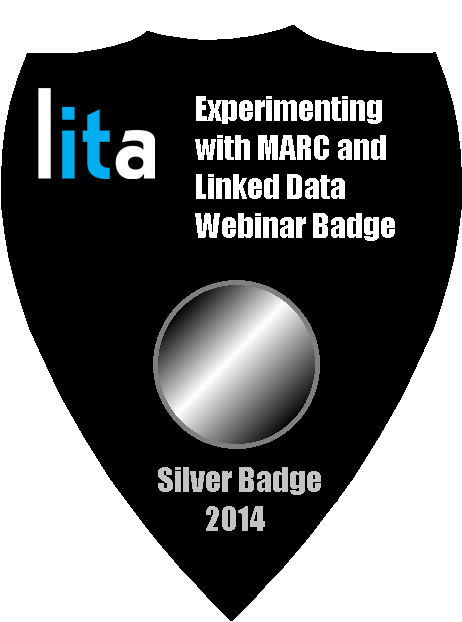 lita
Experimenting
with MARC and
Linked Data
Webinar Badge
Silver Badge
2014